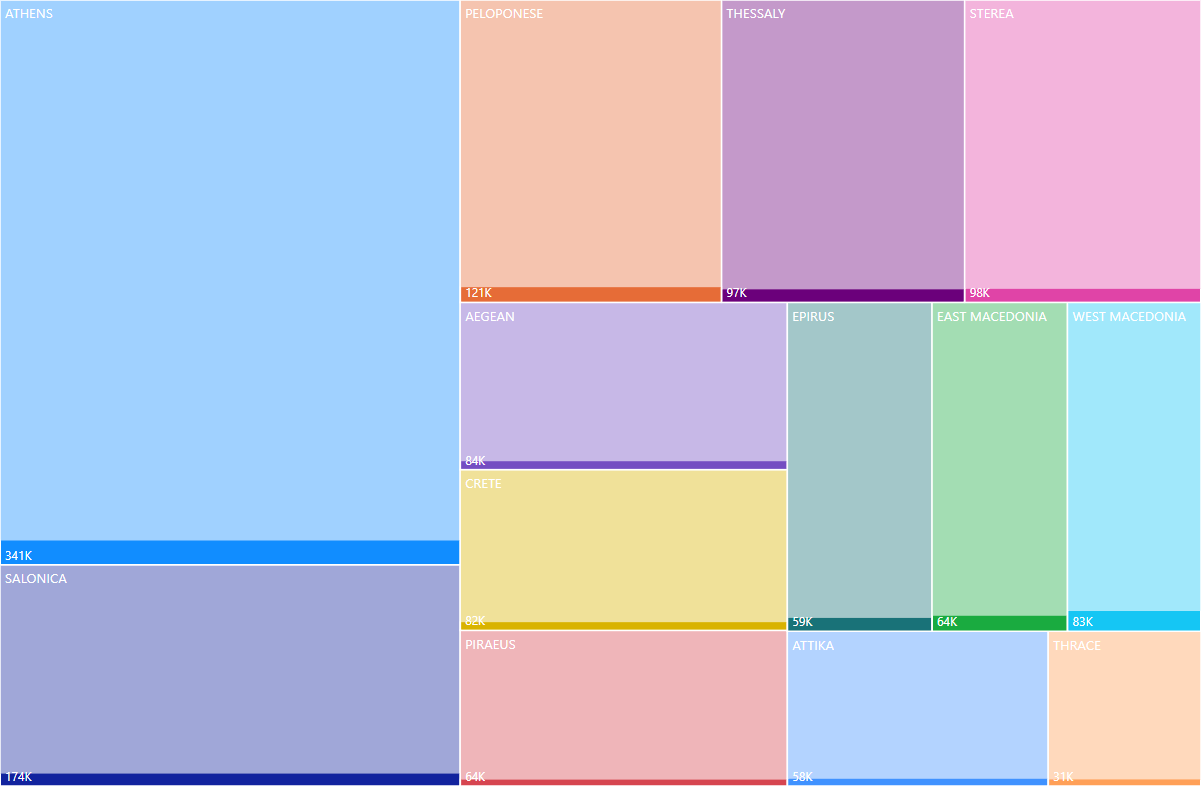 ATHENS
341K
SALONICA
174K
PELOPONESE
121K
THESSALY
97K
STEREA
98K
AEGEAN
84K
CRETE
82K
PIRAEUS
64K
EPIRUS
59K
EAST MACEDONIA
64K
WEST MACEDONIA
83K
ATTIKA
58K
THRACE
31K